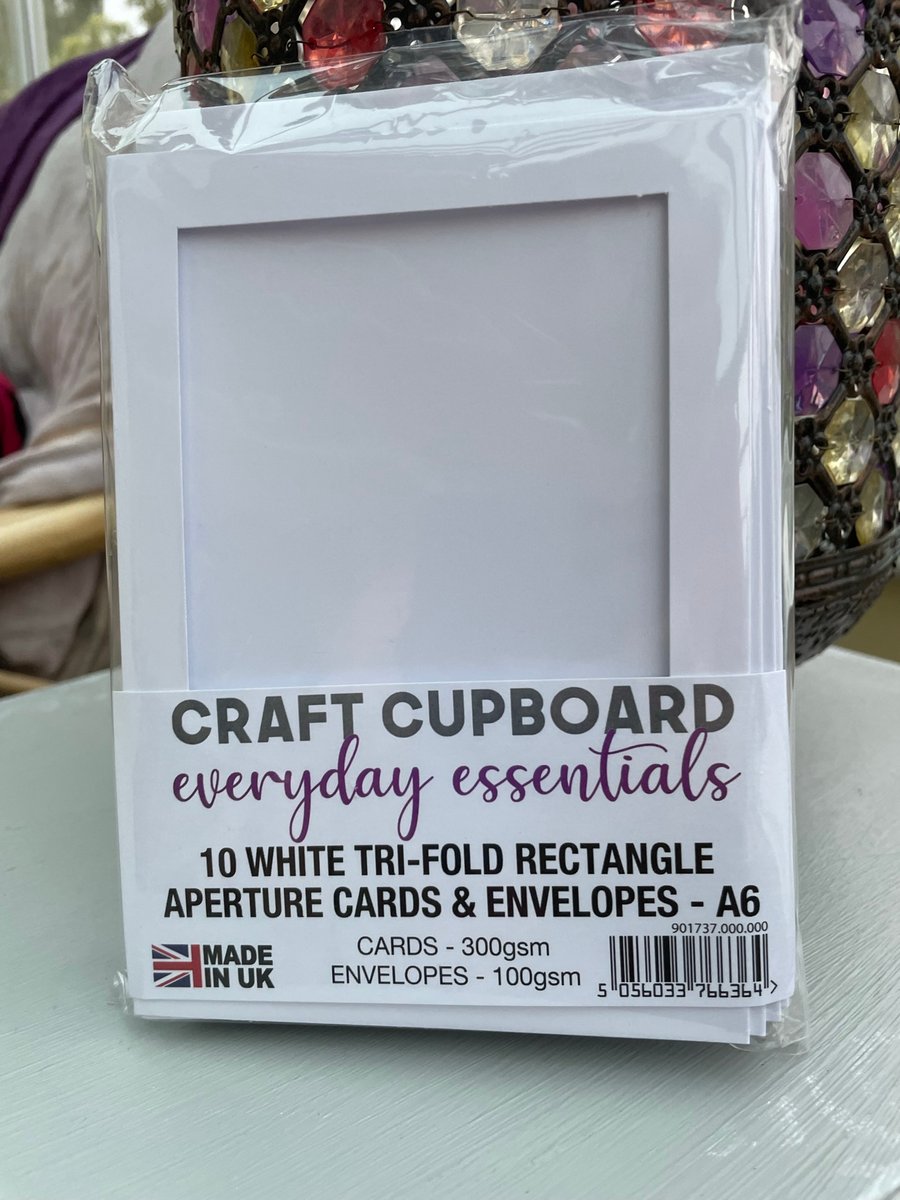 CRAFT CUPBOARD
everyday essentials
10 WHITE TRI-FOLD RECTANGLE
APERTURE CARDS & ENVELOPES - A6
901737.000.000
MADE
IN UK
CARDS - 300gsm
ENVELOPES - 100gsm
5 056033 766364 >